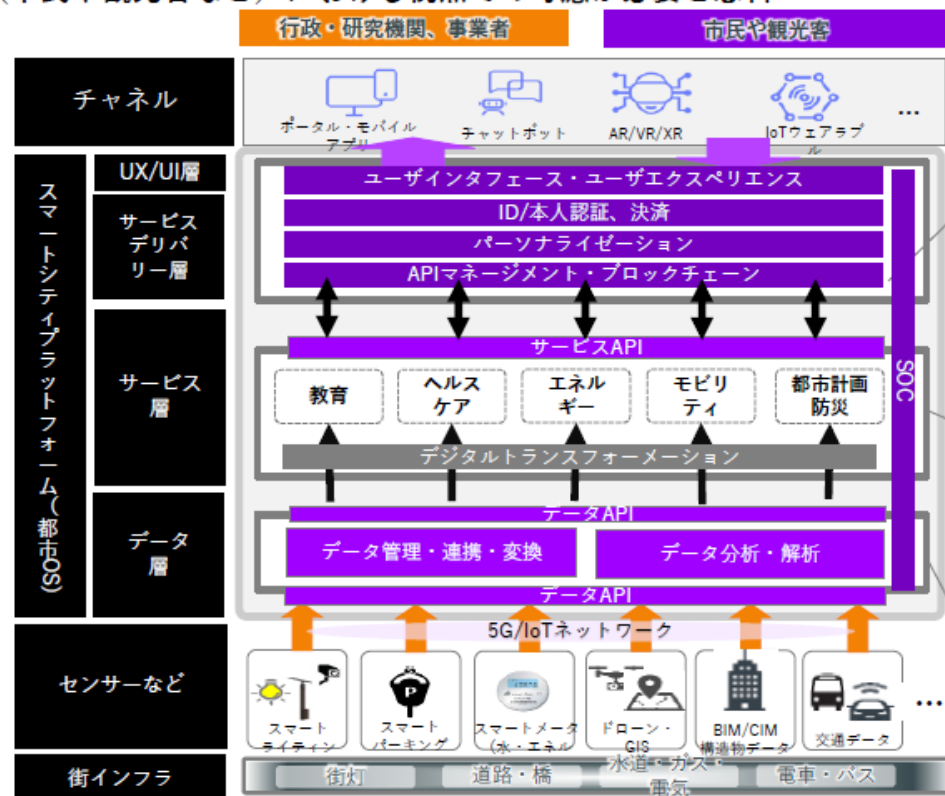 行政・研究機関、事業者
市民や観光客
チャネル
ポータル・モバイル
アプリ
チャットボット
AR/VR/XR
IoTウェアラブ
ル
…
スマートシティプラットフォーム(都市OS)
UX/UI層
ユーザインタフェース・ユーザエクスペリエンス
サービス
デリバ
リー層
ID/本人認証、決済
パーソナライゼーション
APIマネージメント・ブロックチェーン
SOC
サービス
層
サービスAPI
教育
ヘルス
ケア
エネル
ギー
モビリ
ティ
都市計画
防災
デジタルトランスフォーメーション
データ
層
データAPI
データ管理・連携・変換
データ分析・解析
データAPI
センサーなど
5G/IoTネットワーク
P
スマート
ライティン
スマート
パーキング
スマートメータ
(水・エネル
ドローン・
GIS
BIM/CIM
構造物データ
交通データ
…
街インフラ
街灯
道路・橋
水道・ガス・
電気
電車・バス